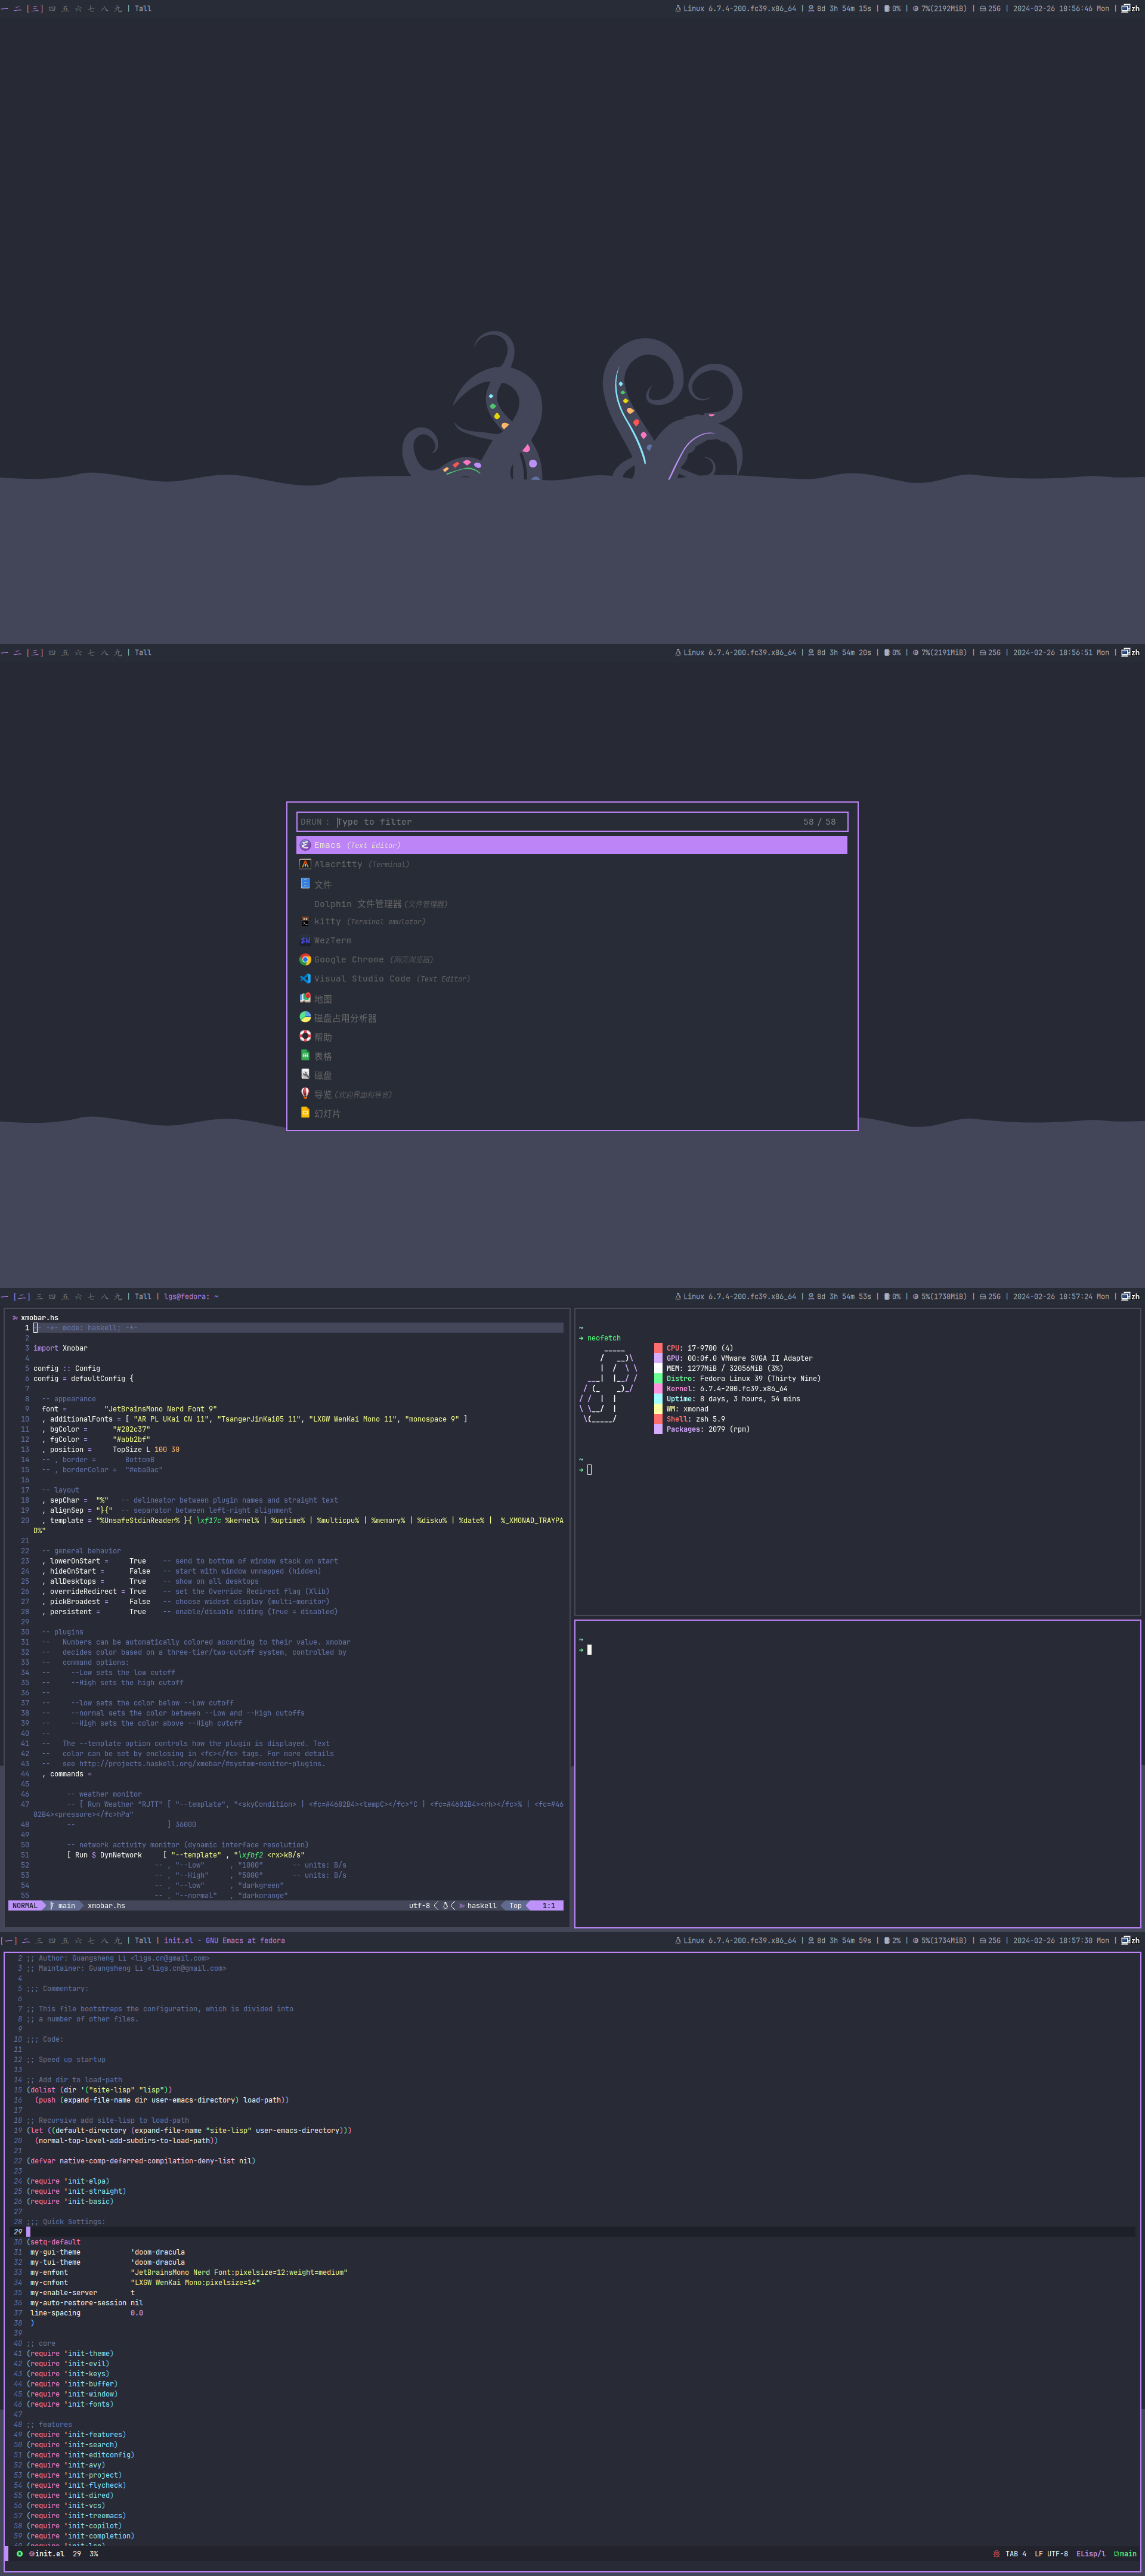 一 二 [三] 四 五 六 七 八 九 | Tall
Linux 6.7.4-200.fc39.x86_64 | 8d 3h 54m 15s | 0% | 7%(2192MiB) | 25G | 2024-02-26 18:56:46 Mon | zh
一 二 [三] 四 五 六 七 八 九 | Tall
Linux 6.7.4-200.fc39.x86_64 | 8d 3h 54m 20s | 0% | 7%(2191MiB) | 25G | 2024-02-26 18:56:51 Mon | zh
DRUN : Type to filter 58 / 58
Emacs (Text Editor)
Alacritty (Terminal)
文件
Dolphin 文件管理器 (文件管理器)
kitty (Terminal emulator)
WezTerm
Google Chrome (网页浏览器)
Visual Studio Code (Text Editor)
地图
磁盘占用分析器
帮助
表格
磁盘
导览 (欢迎界面和导览)
幻灯片
一 [二] 三 四 五 六 七 八 九 | Tall | lgs@fedora: ~
Linux 6.7.4-200.fc39.x86_64 | 8d 3h 54m 53s | 0% | 5%(1738MiB) | 25G | 2024-02-26 18:57:24 Mon | zh
xmobar.hs
1 -- -*- mode: haskell; -*-
2
3 import Xmobar
4
5 config :: Config
6 config = defaultConfig {
7
8 -- appearance
9 font = "JetBrainsMono Nerd Font 9"
10 , additionalFonts = [ "AR PL UKai CN 11", "TsangerJinKai05 11", "LXGW WenKai Mono 11", "monospace 9" ]
11 , bgColor = "#282c37"
12 , fgColor = "#abb2bf"
13 , position = TopSize L 100 30
14 -- , border = BottomB
15 -- , borderColor = "#eba0ac"
16
17 -- layout
18 , sepChar = "%" -- delineator between plugin names and straight text
19 , alignSep = "}{" -- separator between left-right alignment
20 , template = "%UnsafeStdinReader% }{ \xf17c %kernel% | %uptime% | %multicpu% | %memory% | %disku% | %date% | %_XMONAD_TRAYPA
D%"
21
22 -- general behavior
23 , lowerOnStart = True -- send to bottom of window stack on start
24 , hideOnStart = False -- start with window unmapped (hidden)
25 , allDesktops = True -- show on all desktops
26 , overrideRedirect = True -- set the Override Redirect flag (Xlib)
27 , pickBroadest = False -- choose widest display (multi-monitor)
28 , persistent = True -- enable/disable hiding (True = disabled)
29
30 -- plugins
31 -- Numbers can be automatically colored according to their value. xmobar
32 -- decides color based on a three-tier/two-cutoff system, controlled by
33 -- command options:
34 -- --Low sets the low cutoff
35 -- --High sets the high cutoff
36 --
37 -- --low sets the color below --Low cutoff
38 -- --normal sets the color between --Low and --High cutoffs
39 -- --High sets the color above --High cutoff
40 --
41 -- The --template option controls how the plugin is displayed. Text
42 -- color can be set by enclosing in <fc></fc> tags. For more details
43 -- see http://projects.haskell.org/xmobar/#system-monitor-plugins.
44 , commands =
45
46 -- weather monitor
47 -- [ Run Weather "RJTT" [ "--template", "<skyCondition> | <fc=#4682B4><tempC></fc>°C | <fc=#4682B4><rh></fc>% | <fc=#46
82B4><pressure></fc>hPa"
48 -- ] 36000
49
50 -- network activity monitor (dynamic interface resolution)
51 [ Run $ DynNetwork [ "--template" , "\xfbf2 <rx>kB/s"
52 -- , "--Low" , "1000" -- units: B/s
53 -- , "--High" , "5000" -- units: B/s
54 -- , "--low" , "darkgreen"
55 -- , "--normal" , "darkorange"
NORMAL main xmobar.hs utf-8 haskell Top 1:1
~
➜ neofetch
CPU: i7-9700 (4)
GPU: 00:0f.0 VMware SVGA II Adapter
MEM: 1277MiB / 32056MiB (3%)
Distro: Fedora Linux 39 (Thirty Nine)
Kernel: 6.7.4-200.fc39.x86_64
Uptime: 8 days, 3 hours, 54 mins
WM: xmonad
Shell: zsh 5.9
Packages: 2079 (rpm)
~
➜
~
➜
[一] 二 三 四 五 六 七 八 九 | Tall | init.el - GNU Emacs at fedora
Linux 6.7.4-200.fc39.x86_64 | 8d 3h 54m 59s | 2% | 5%(1734MiB) | 25G | 2024-02-26 18:57:30 Mon | zh
2 ;; Author: Guangsheng Li <ligs.cn@gmail.com>
3 ;; Maintainer: Guangsheng Li <ligs.cn@gmail.com>
4
5 ;;; Commentary:
6
7 ;; This file bootstraps the configuration, which is divided into
8 ;; a number of other files.
9
10 ;;; Code:
11
12 ;; Speed up startup
13
14 ;; Add dir to load-path
15 (dolist (dir '("site-lisp" "lisp"))
16 (push (expand-file-name dir user-emacs-directory) load-path))
17
18 ;; Recursive add site-lisp to load-path
19 (let ((default-directory (expand-file-name "site-lisp" user-emacs-directory)))
20 (normal-top-level-add-subdirs-to-load-path))
21
22 (defvar native-comp-deferred-compilation-deny-list nil)
23
24 (require 'init-elpa)
25 (require 'init-straight)
26 (require 'init-basic)
27
28 ;;; Quick Settings:
29
30 (setq-default
31 my-gui-theme 'doom-dracula
32 my-tui-theme 'doom-dracula
33 my-enfont "JetBrainsMono Nerd Font:pixelsize=12:weight=medium"
34 my-cnfont "LXGW WenKai Mono:pixelsize=14"
35 my-enable-server t
36 my-auto-restore-session nil
37 line-spacing 0.0
38 )
39
40 ;; core
41 (require 'init-theme)
42 (require 'init-evil)
43 (require 'init-keys)
44 (require 'init-buffer)
45 (require 'init-window)
46 (require 'init-fonts)
47
48 ;; features
49 (require 'init-features)
50 (require 'init-search)
51 (require 'init-editconfig)
52 (require 'init-avy)
53 (require 'init-project)
54 (require 'init-flycheck)
55 (require 'init-dired)
56 (require 'init-vcs)
57 (require 'init-treemacs)
58 (require 'init-copilot)
59 (require 'init-completion)
60 (require 'init-lsp)
init.el 29 3% TAB 4 LF UTF-8 ELisp/l main